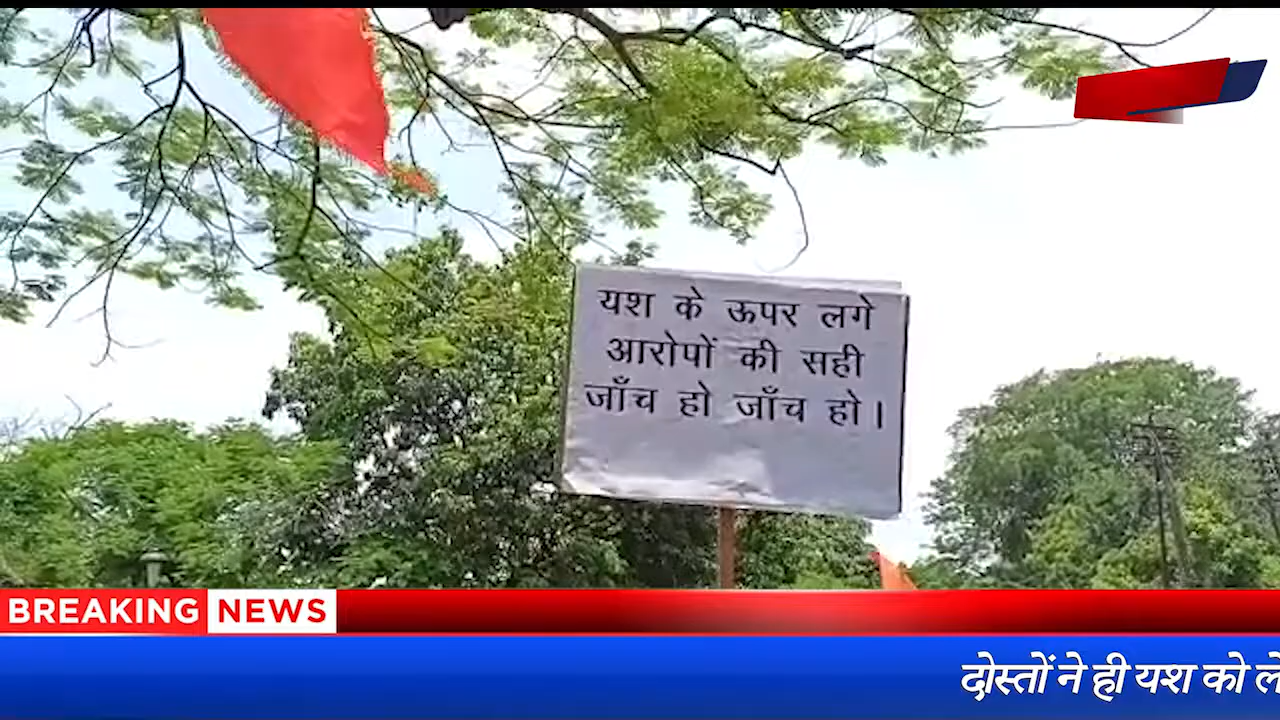 यश के ऊपर लगे
आरोपों की सही
जाँच हो जाँच हो।
BREAKING NEWS
दोस्तों ने ही यश को ले